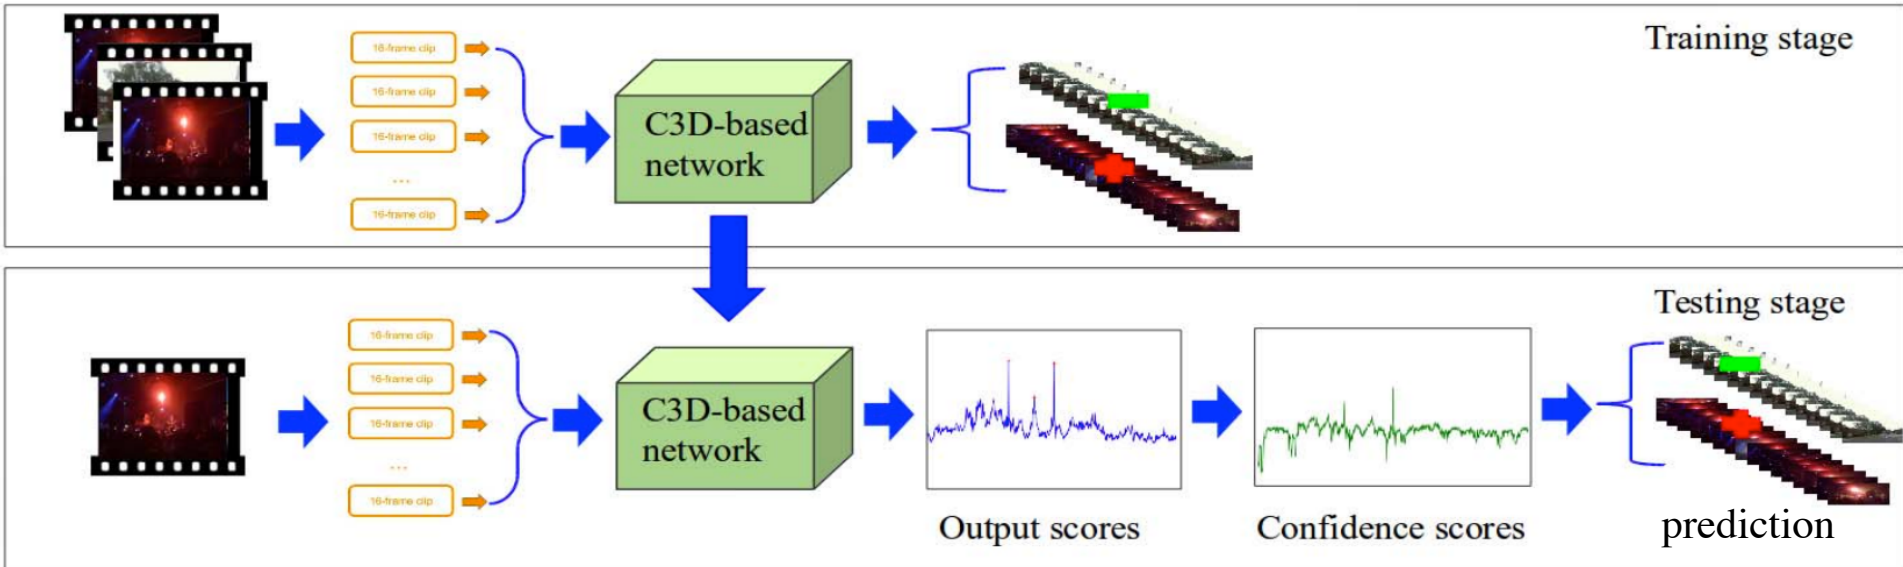 Training stage
16-frame clip
16-frame clip
16-frame clip
...
16-frame clip
C3D-based
network
Testing stage
16-frame clip
16-frame clip
16-frame clip
...
16-frame clip
C3D-based
network
Output scores
Confidence scores
prediction